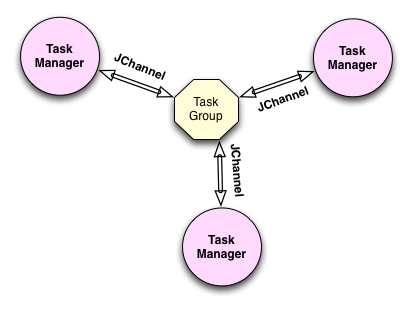 Task
Manager
JChannel
Task
Manager
JChannel
Task
Group
JChannel
Task
Manager